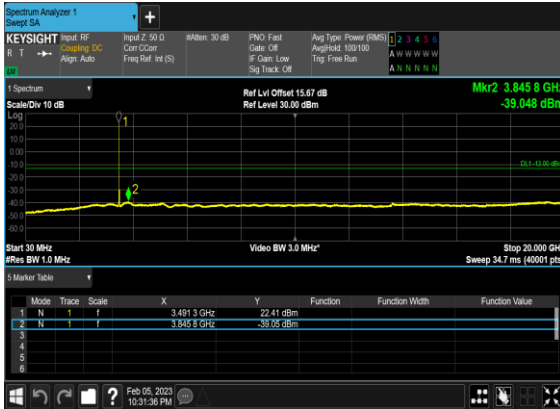 Spectrum Analyzer 1
Swept SA
+
KEYSIGHT
R T
Input: RF
Coupling: DC
Align: Auto
Input Z: 50 Ω
Corr CCorr
Freq Ref: Int (S)
#Atten: 30 dB
PNO: Fast
Gate: Off
IF Gain: Low
Sig Track: Off
Avg Type: Power (RMS)
Avg|Hold: 100/100
Trig: Free Run
1 2 3 4 5 6
A W W W W W
A N N N N N
1 Spectrum
Scale/Div 10 dB
Ref Lvl Offset 15.67 dB
Ref Level 30.00 dBm
Mkr2 3.845 8 GHz
-39.048 dBm
Log
20.0
10.0
0.00
-10.0
-20.0
-30.0
-40.0
-50.0
-60.0
1
2
DL1 -13.00 dBm
Start 30 MHz
#Res BW 1.0 MHz
Video BW 3.0 MHz*
Stop 20.000 GHz
Sweep 34.7 ms (40001 pts)
5 Marker Table
Mode Trace Scale X Y Function Function Width Function Value
1 N 1 f 3.491 3 GHz 22.41 dBm
2 N 1 f 3.845 8 GHz -39.05 dBm
3
4
5
6
?
Feb 05, 2023
10:31:36 PM